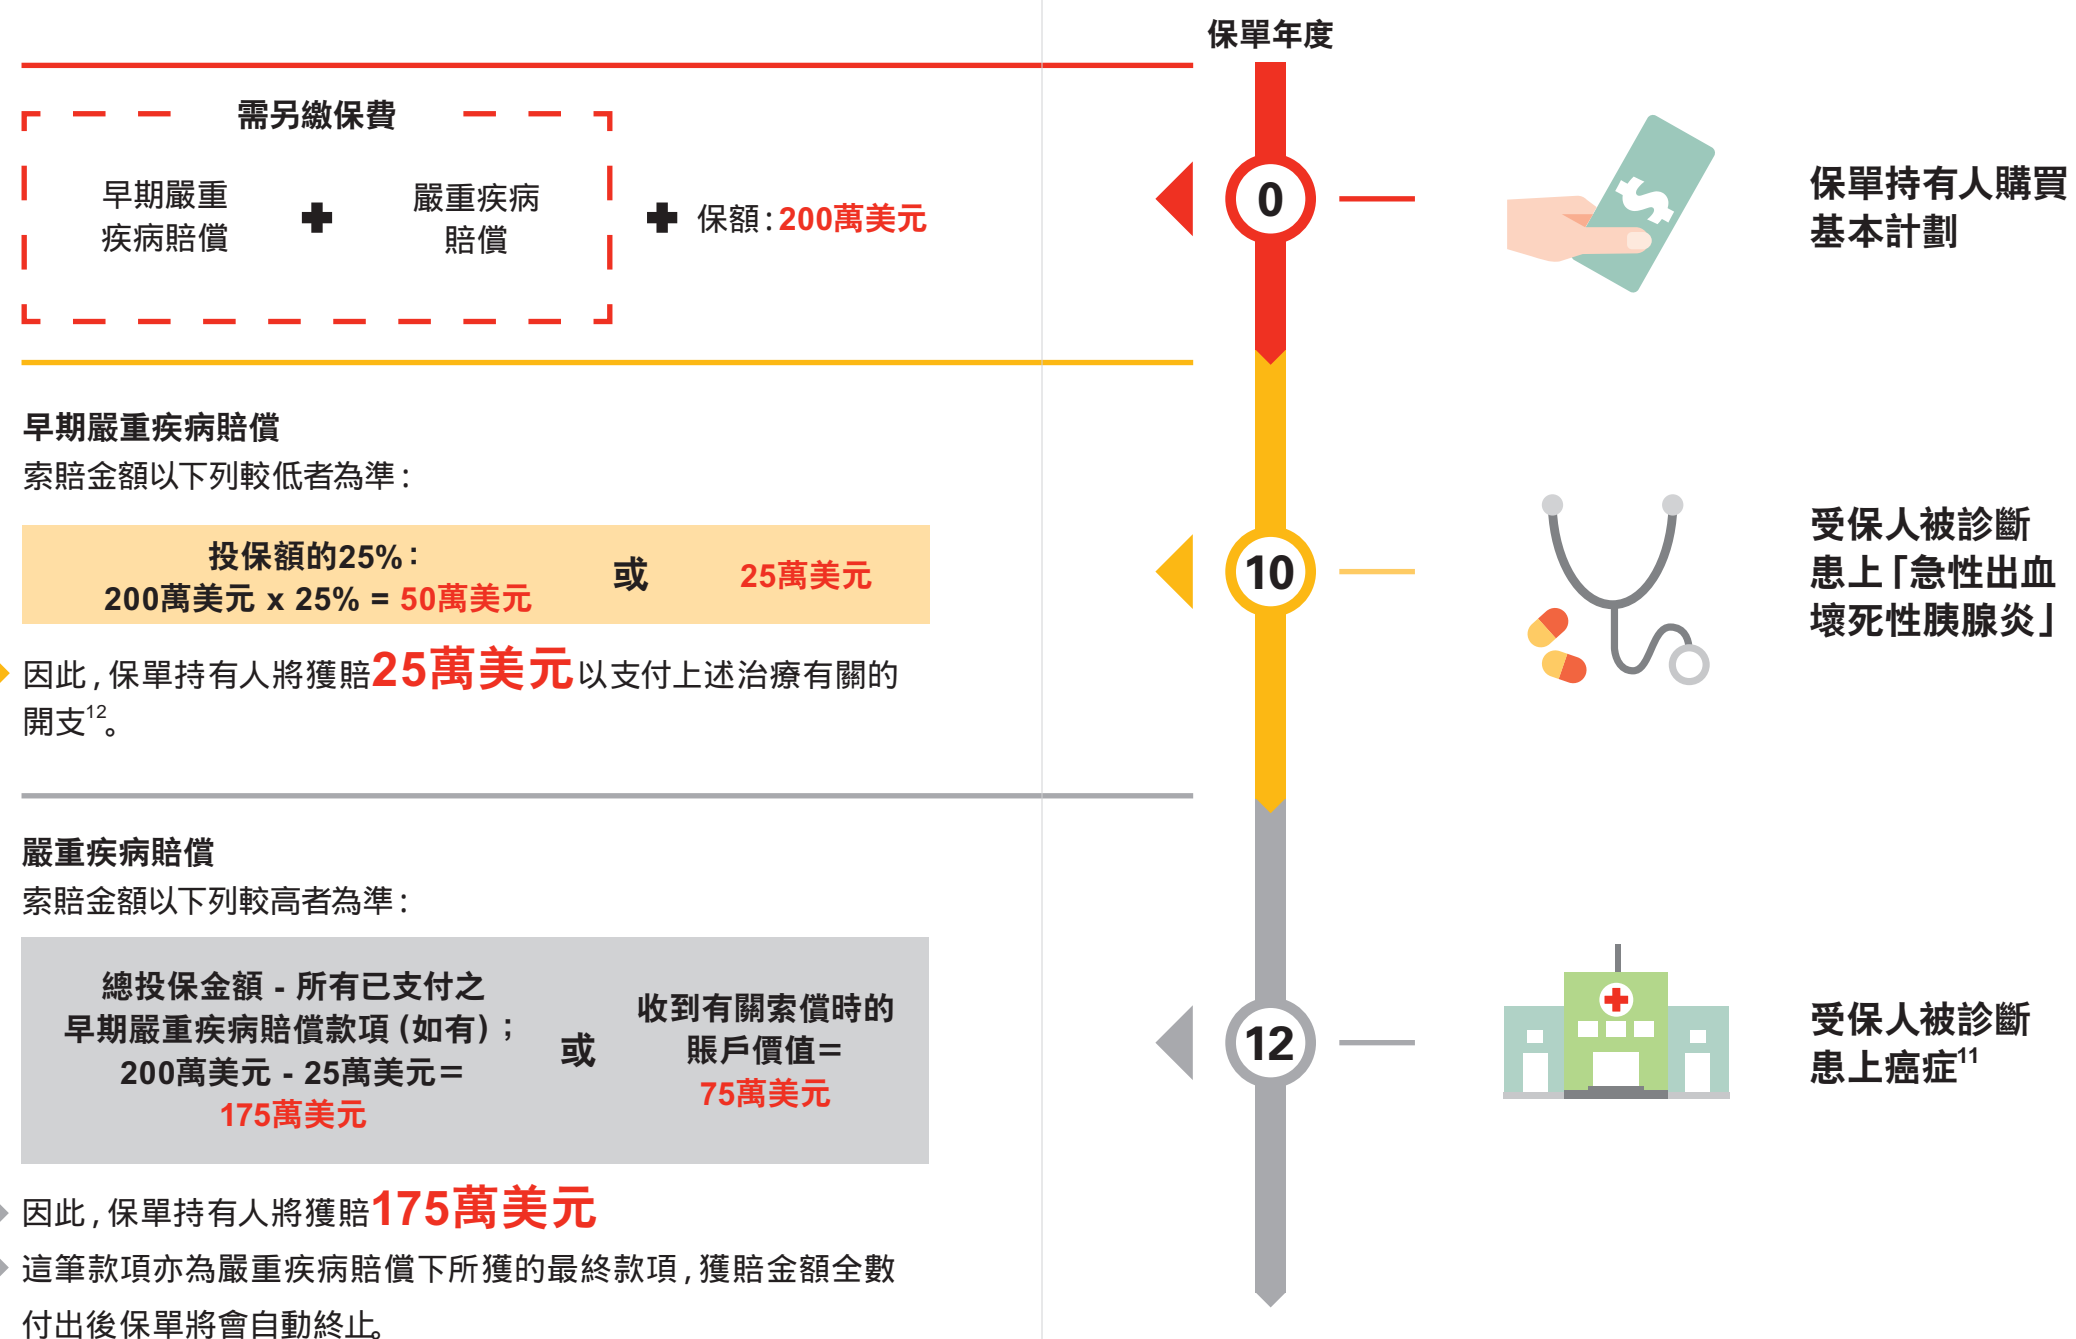 保單年度
需另繳保費
早期嚴重
疾病賠償
嚴重疾病
賠償
保額：200萬美元
0
保單持有人購買
基本計劃
早期嚴重疾病賠償
索賠金額以下列較低者為準：
投保額的25%：
200萬美元 x 25% = 50萬美元
或
25萬美元
因此，保單持有人將獲賠25萬美元以支付上述治療有關的
開支12。
10
受保人被診斷
患上「急性出血
壞死性胰腺炎」
嚴重疾病賠償
索賠金額以下列較高者為準：
總投保金額 - 所有已支付之
早期嚴重疾病賠償款項（如有）；
200萬美元 - 25萬美元＝
175萬美元
或
收到有關索償時的
賬戶價值＝
75萬美元
12
受保人被診斷
患上癌症11
因此，保單持有人將獲賠175萬美元
這筆款項亦為嚴重疾病賠償下所獲的最終款項，獲賠金額全數
付出後保單將會自動終止。